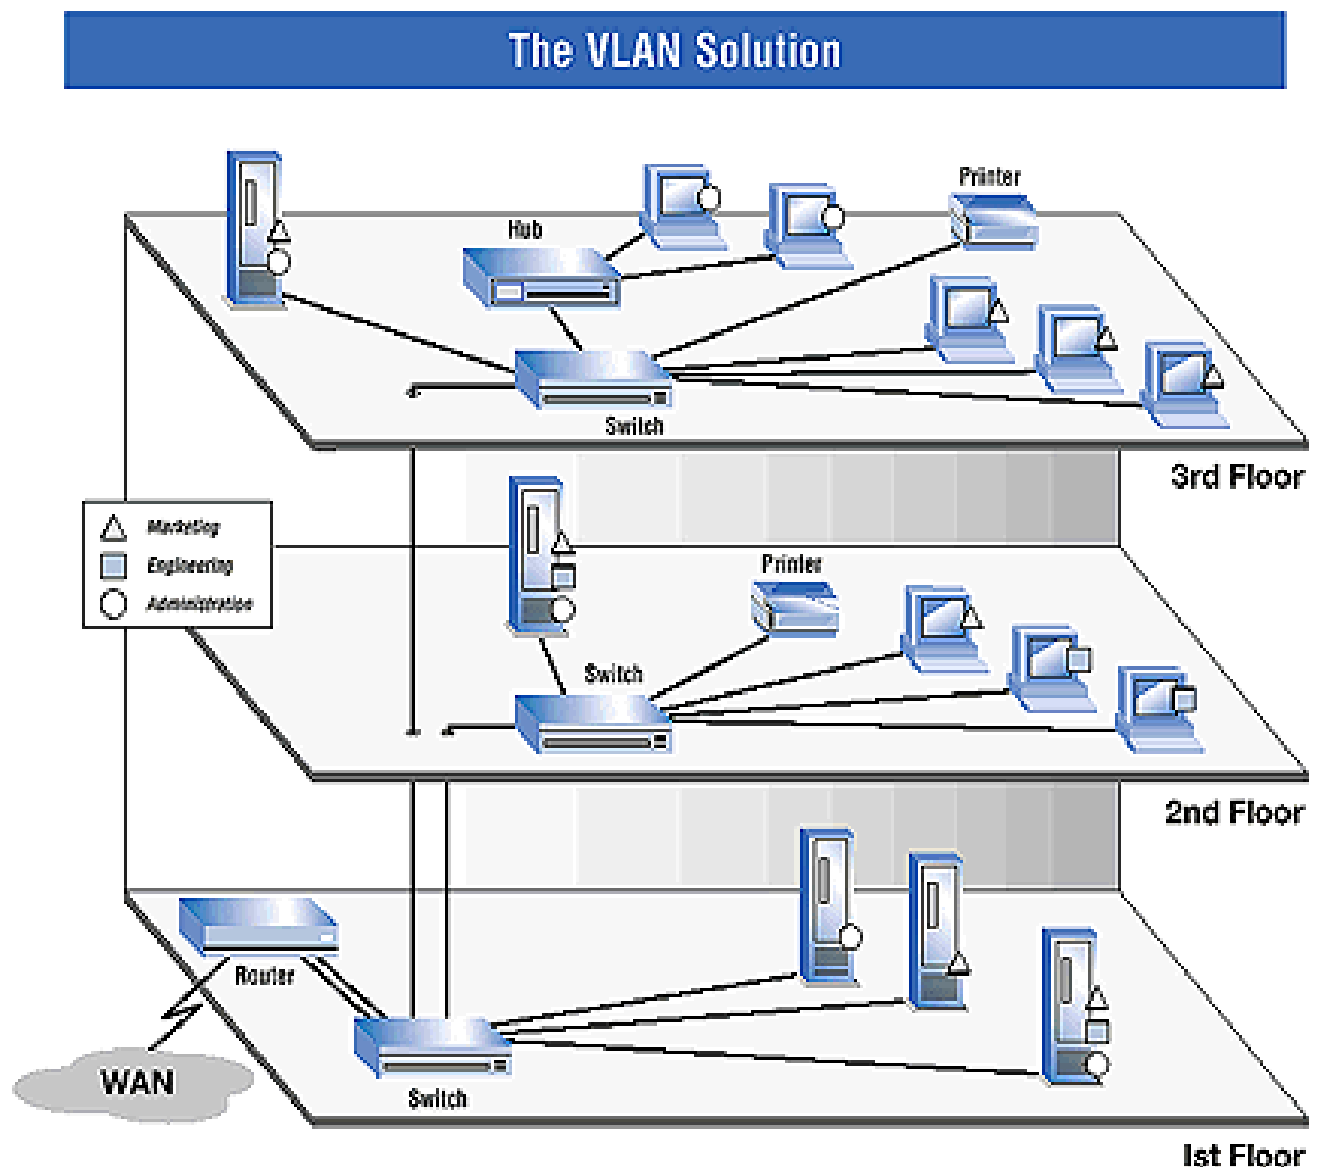 The VLAN Solution
Printer
Hub
Switch
3rd Floor
Marketing
Engineering
Administration
Printer
Switch
2nd Floor
Router
WAN
Switch
Ist Floor